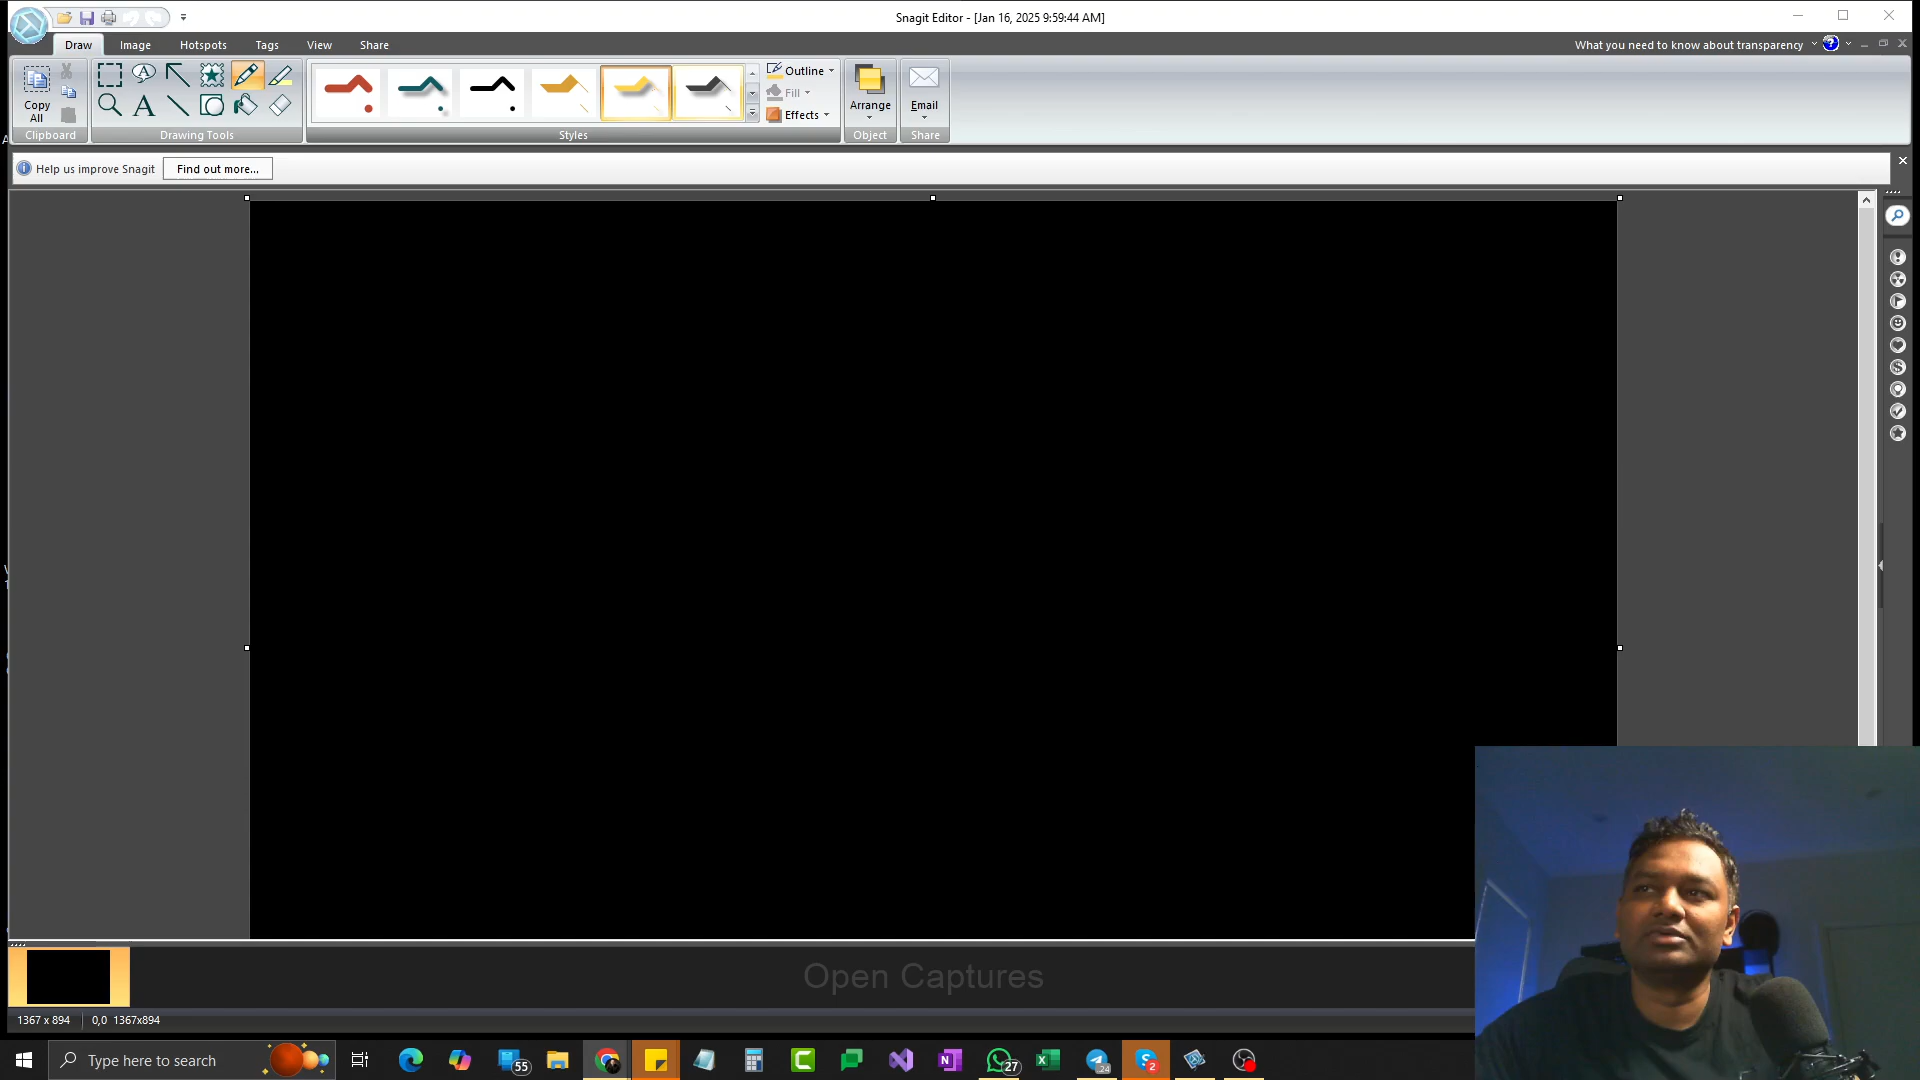 Snagit Editor - [Jan 16, 2025 9:59:44 AM]
Draw Image Hotspots Tags View Share
What you need to know about transparency
Copy All
Clipboard
A
A
Drawing Tools
Styles
Outline
Fill
Effects
Arrange
Object
Email
Share
Help us improve Snagit
Find out more...
Open Captures
1367 x 894
0,0 1367x894
Type here to search
55
N
27
24
2